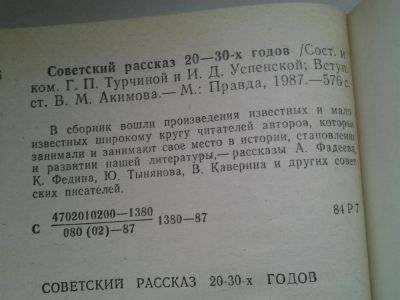 Советский рассказ 20—30-х годов /Сост. и
ком. Г. П. Турчиной и И. Д. Успенской; Вступ.
ст. В. М. Акимова.— М.: Правда, 1987.—576 с.
В сборник вошли произведения известных и мало
известных широкому кругу читателей авторов, которые
занимали и занимают свое место в истории, становлении
и развитии нашей литературы,— рассказы А. Фадеева,
К. Федина, Ю. Тынянова, В. Каверина и других совет
ских писателей.
С 4702010200—1380
080 (02)—87 1380—87
84 Р 7
СОВЕТСКИЙ РАССКАЗ 20-30-х ГОДОВ